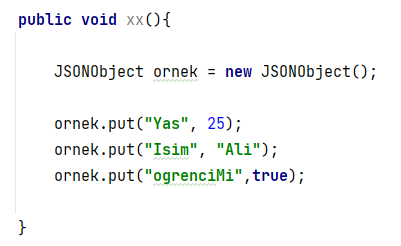 public void xx(){
JSONObject ornek = new JSONObject();
ornek.put("Yas", 25);
ornek.put("Isim", "Ali");
ornek.put("ogrenciMi",true);
}